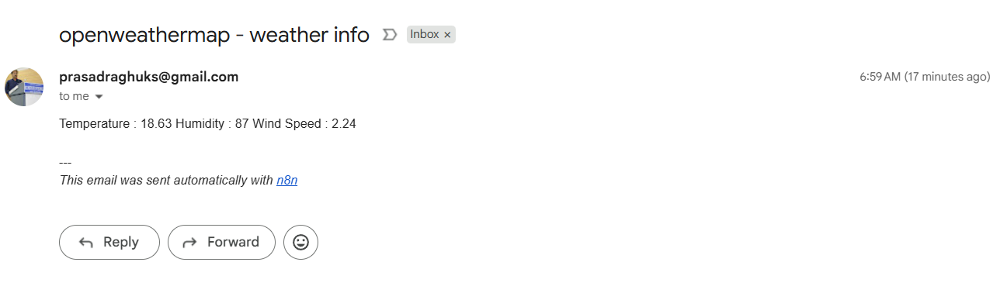 openweathermap - weather info Inbox ×
prasadraghuks@gmail.com 6:59 AM (17 minutes ago)
to me
Temperature : 18.63 Humidity : 87 Wind Speed : 2.24
---
This email was sent automatically with n8n
Reply Forward